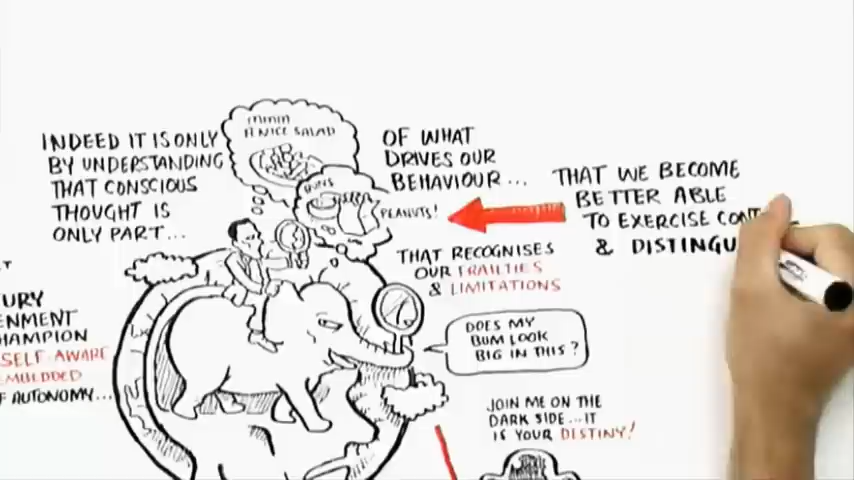 INDEED IT IS ONLY
BY UNDERSTANDING
THAT CONSCIOUS
THOUGHT IS
ONLY PART...
MMM
A NICE SALAD
BUNS
PEANUTS!
OF WHAT
DRIVES OUR
BEHAVIOUR...
THAT WE BECOME
BETTER ABLE
TO EXERCISE CONT
& DISTINGU
THAT RECOGNISES
OUR FRAILTIES
& LIMITATIONS
DOES MY
BUM LOOK
BIG IN THIS?
JOIN ME ON THE
DARK SIDE...IT
IS YOUR DESTINY!
URY
ENMENT
HAMPION
SELF-AWARE
EMBEDDED
F AUTONOMY...